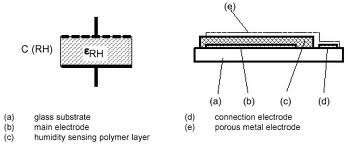 (e)
C (RH)
εRH
(a)
(b)
(c)
(d)
(a) glass substrate
(b) main electrode
(c) humidity sensing polymer layer
(d) connection electrode
(e) porous metal electrode